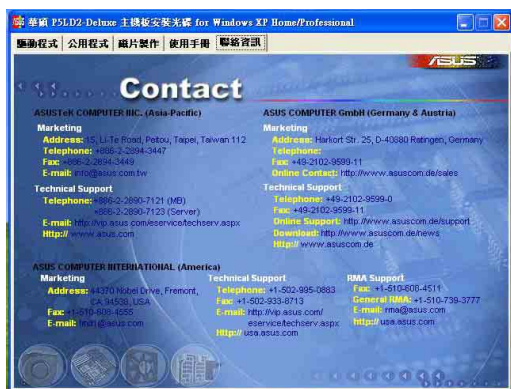 華碩 P5LD2-Deluxe 主機板安裝光碟 for Windows XP Home/Professional
驅動程式 公用程式 磁片製作 使用手冊 聯絡資訊
ASUS
Contact
ASUSTeK COMPUTER INC. (Asia-Pacific)
Marketing
Address: 15, Li-Te Road, Peitou, Taipei, Taiwan 112
Telephone: +886-2-2894-3447
Fax: +886-2-2894-3449
E-mail: info@asus.com.tw
Technical Support
Telephone: +886-2-2890-7121 (MB)
+886-2-2890-7123 (Server)
E-mail: http://vip.asus.com/eservice/techserv.aspx
Http:// www.asus.com
ASUS COMPUTER GmbH (Germany & Austria)
Marketing
Address: Harkort Str. 25, D-40880 Ratingen, Germany
Telephone:
Fax: +49-2102-9599-11
Online Contact: http://www.asuscom.de/sales
Technical Support
Telephone: +49-2102-9599-0
Fax: +49-2102-9599-11
Online Support: http://www.asuscom.de/support
Download: http://www.asuscom.de/news
Http:// www.asuscom.de
ASUS COMPUTER INTERNATIONAL (America)
Marketing
Address: 44370 Nobel Drive, Fremont,
CA 94538, USA
Fax: +1-510-608-4555
E-mail: tmd1@asus.com
Technical Support
Telephone: +1-502-995-0883
Fax: +1-502-933-8713
E-mail: http://vip.asus.com/
eservice/techserv.aspx
Http:// usa.asus.com
RMA Support
Fax: +1-510-608-4511
General RMA: +1-510-739-3777
E-mail: rma@asus.com
http:// usa.asus.com